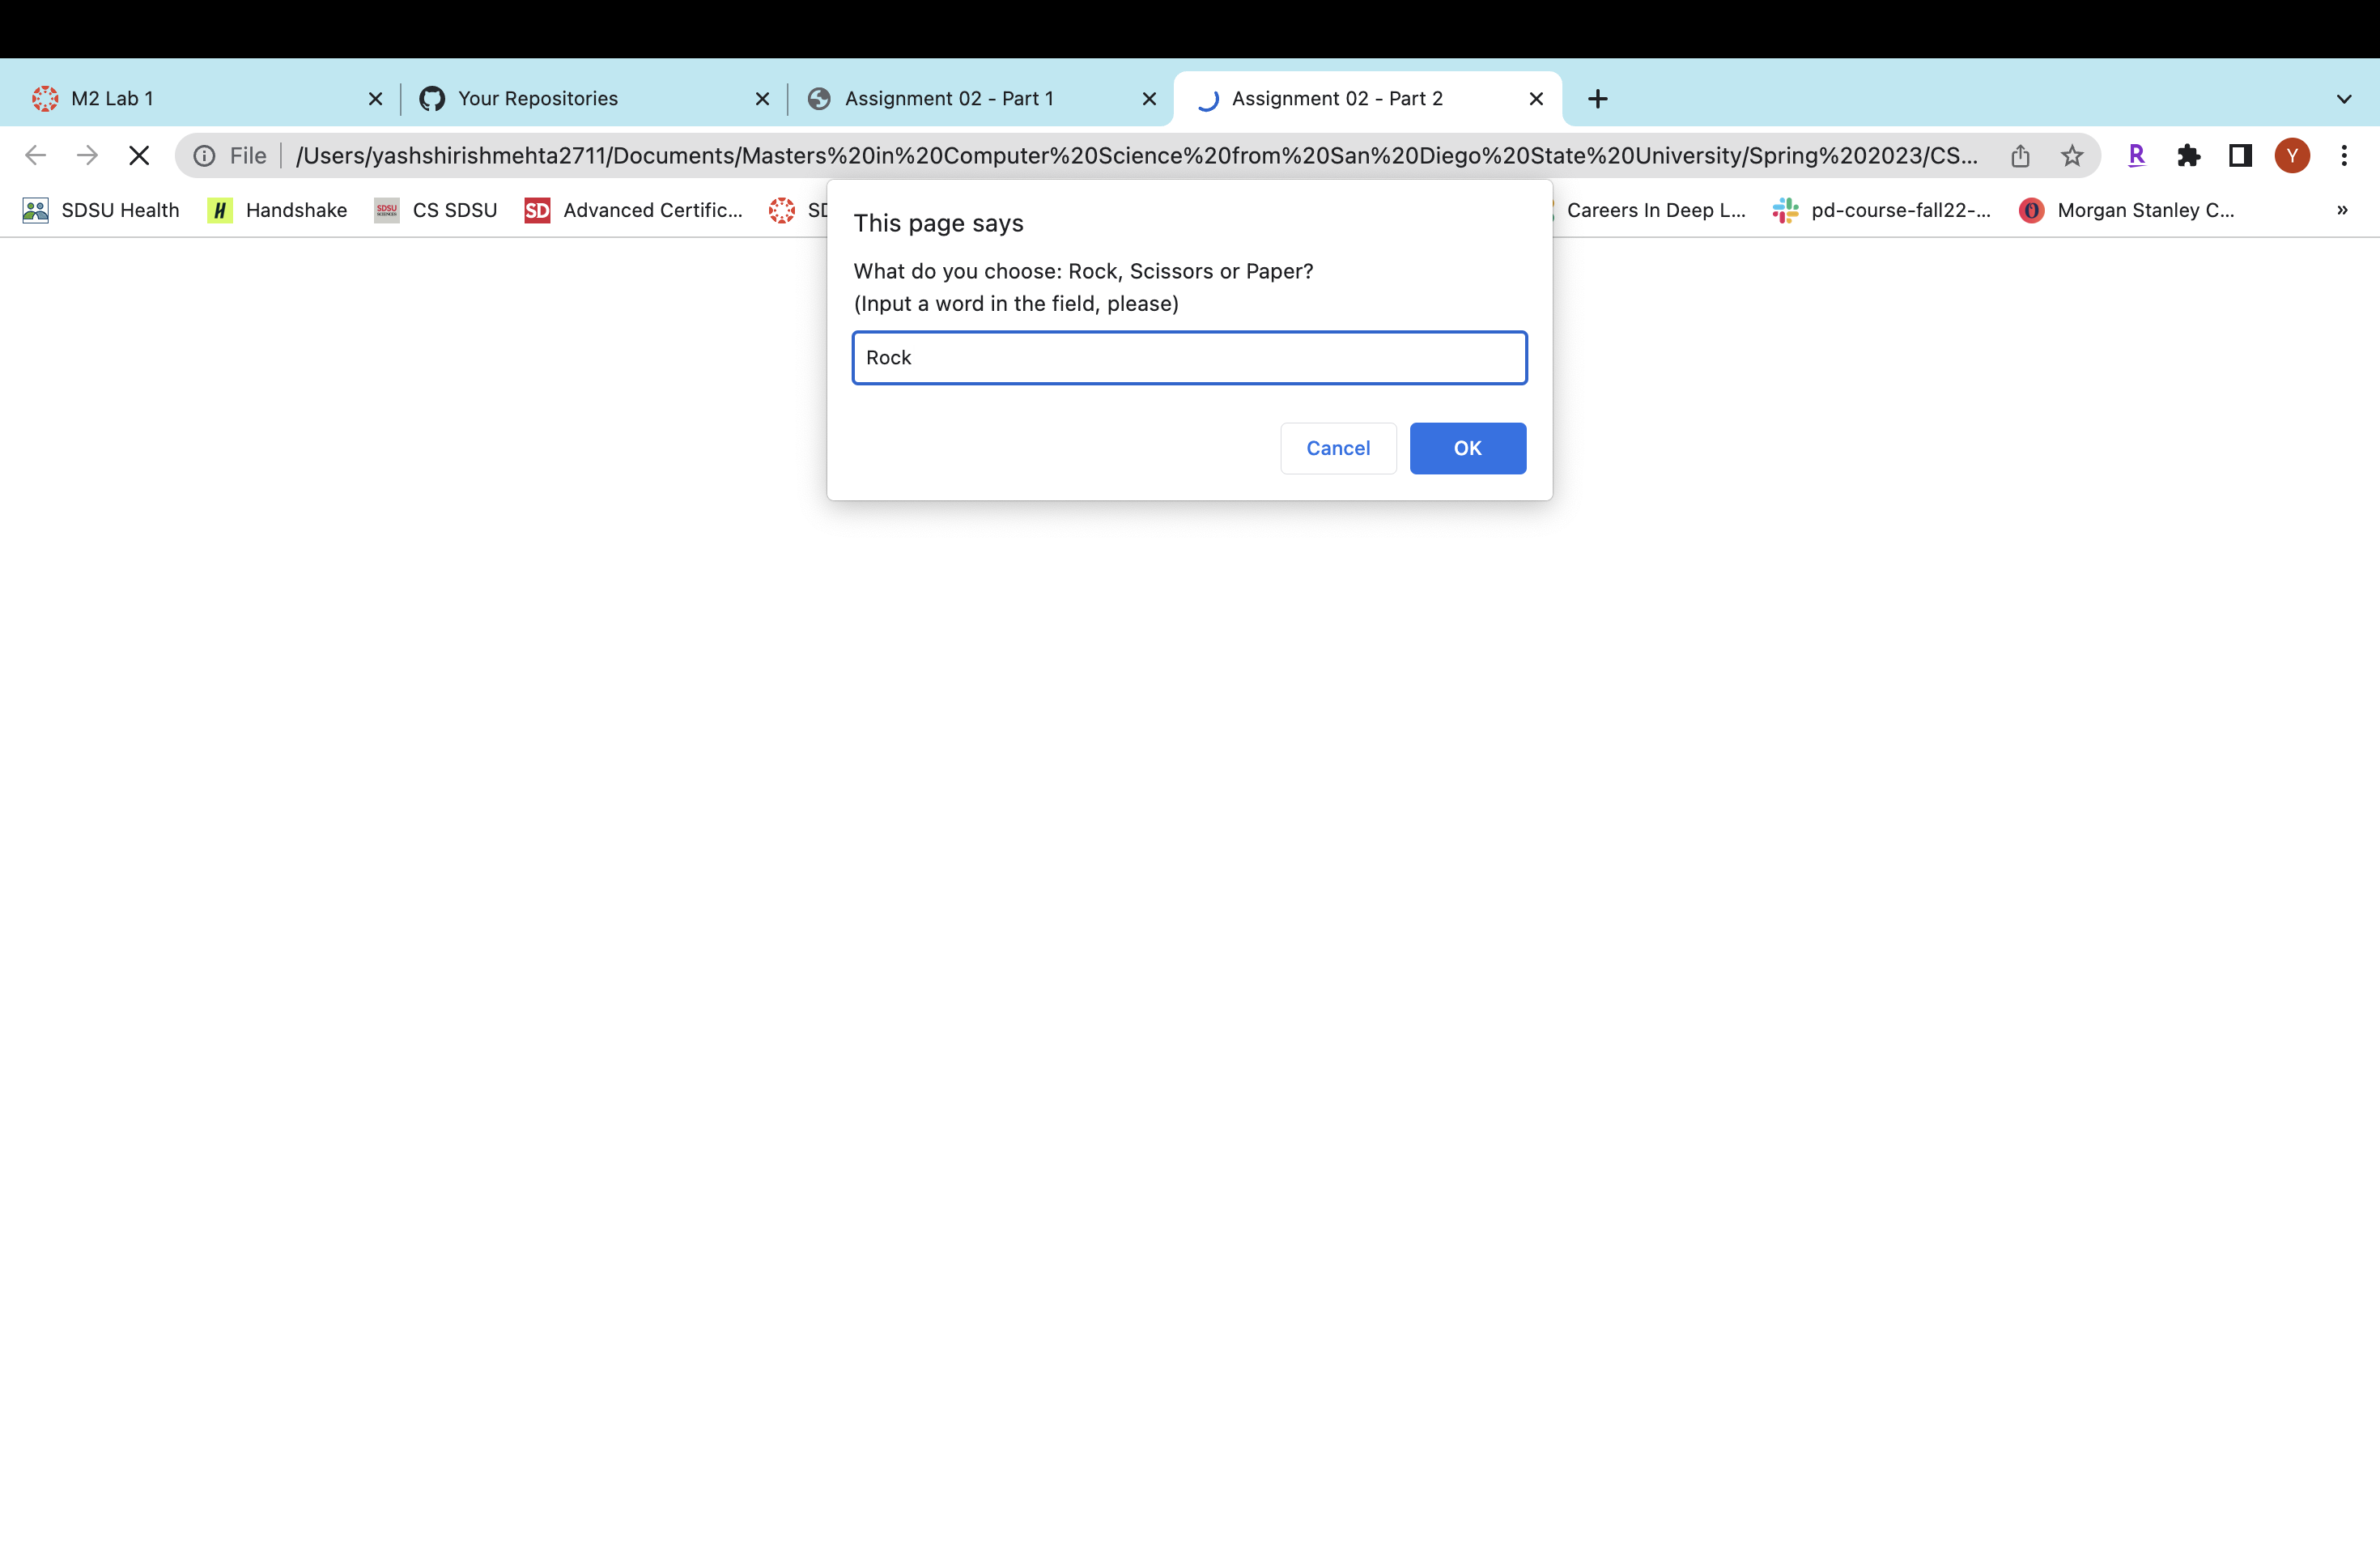 M2 Lab 1
Your Repositories
Assignment 02 - Part 1
Assignment 02 - Part 2
File /Users/yashshirishmehta2711/Documents/Masters%20in%20Computer%20Science%20from%20San%20Diego%20State%20University/Spring%202023/CS... R Y
SDSU Health H Handshake SDSU CS SDSU SD Advanced Certific... SD Careers In Deep L... pd-course-fall22-... Morgan Stanley C... »
This page says
What do you choose: Rock, Scissors or Paper?
(Input a word in the field, please)
Rock
Cancel OK